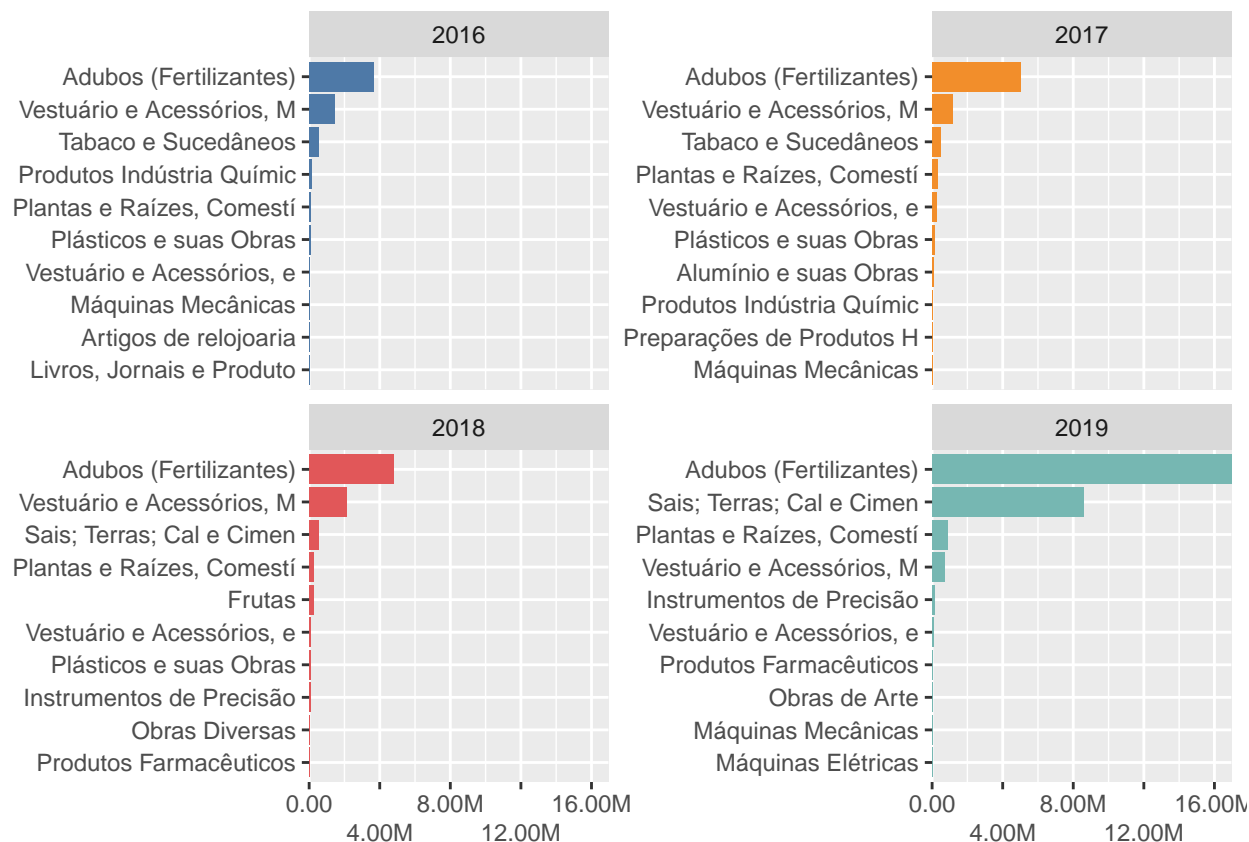 2016
Adubos (Fertilizantes)
Vestuário e Acessórios, M
Tabaco e Sucedâneos
Produtos Indústria Químic
Plantas e Raízes, Comestí
Plásticos e suas Obras
Vestuário e Acessórios, e
Máquinas Mecânicas
Artigos de relojoaria
Livros, Jornais e Produto
2017
Adubos (Fertilizantes)
Vestuário e Acessórios, M
Tabaco e Sucedâneos
Plantas e Raízes, Comestí
Vestuário e Acessórios, e
Plásticos e suas Obras
Alumínio e suas Obras
Produtos Indústria Químic
Preparações de Produtos H
Máquinas Mecânicas
2018
Adubos (Fertilizantes)
Vestuário e Acessórios, M
Sais; Terras; Cal e Cimen
Plantas e Raízes, Comestí
Frutas
Vestuário e Acessórios, e
Plásticos e suas Obras
Instrumentos de Precisão
Obras Diversas
Produtos Farmacêuticos
0.00 8.00M 16.00M
4.00M 12.00M
2019
Adubos (Fertilizantes)
Sais; Terras; Cal e Cimen
Plantas e Raízes, Comestí
Vestuário e Acessórios, M
Instrumentos de Precisão
Vestuário e Acessórios, e
Produtos Farmacêuticos
Obras de Arte
Máquinas Mecânicas
Máquinas Elétricas
0.00 8.00M 16.00M
4.00M 12.00M